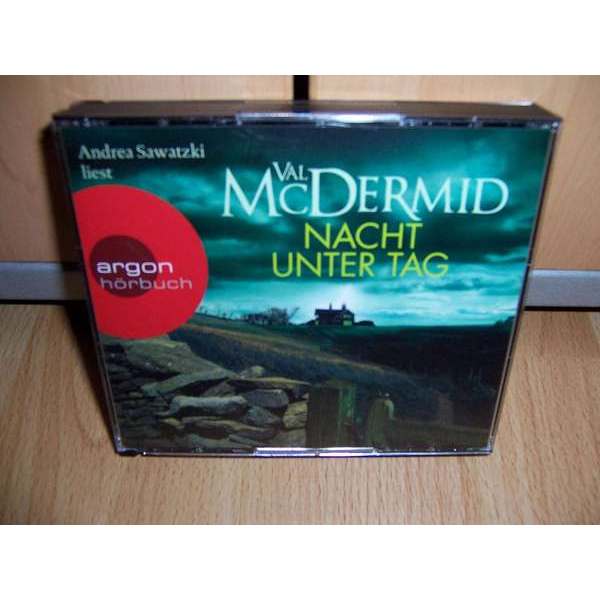 Andrea Sawatzki
liest
VAL
MCDERMID
NACHT
UNTER TAG
argon
hörbuch